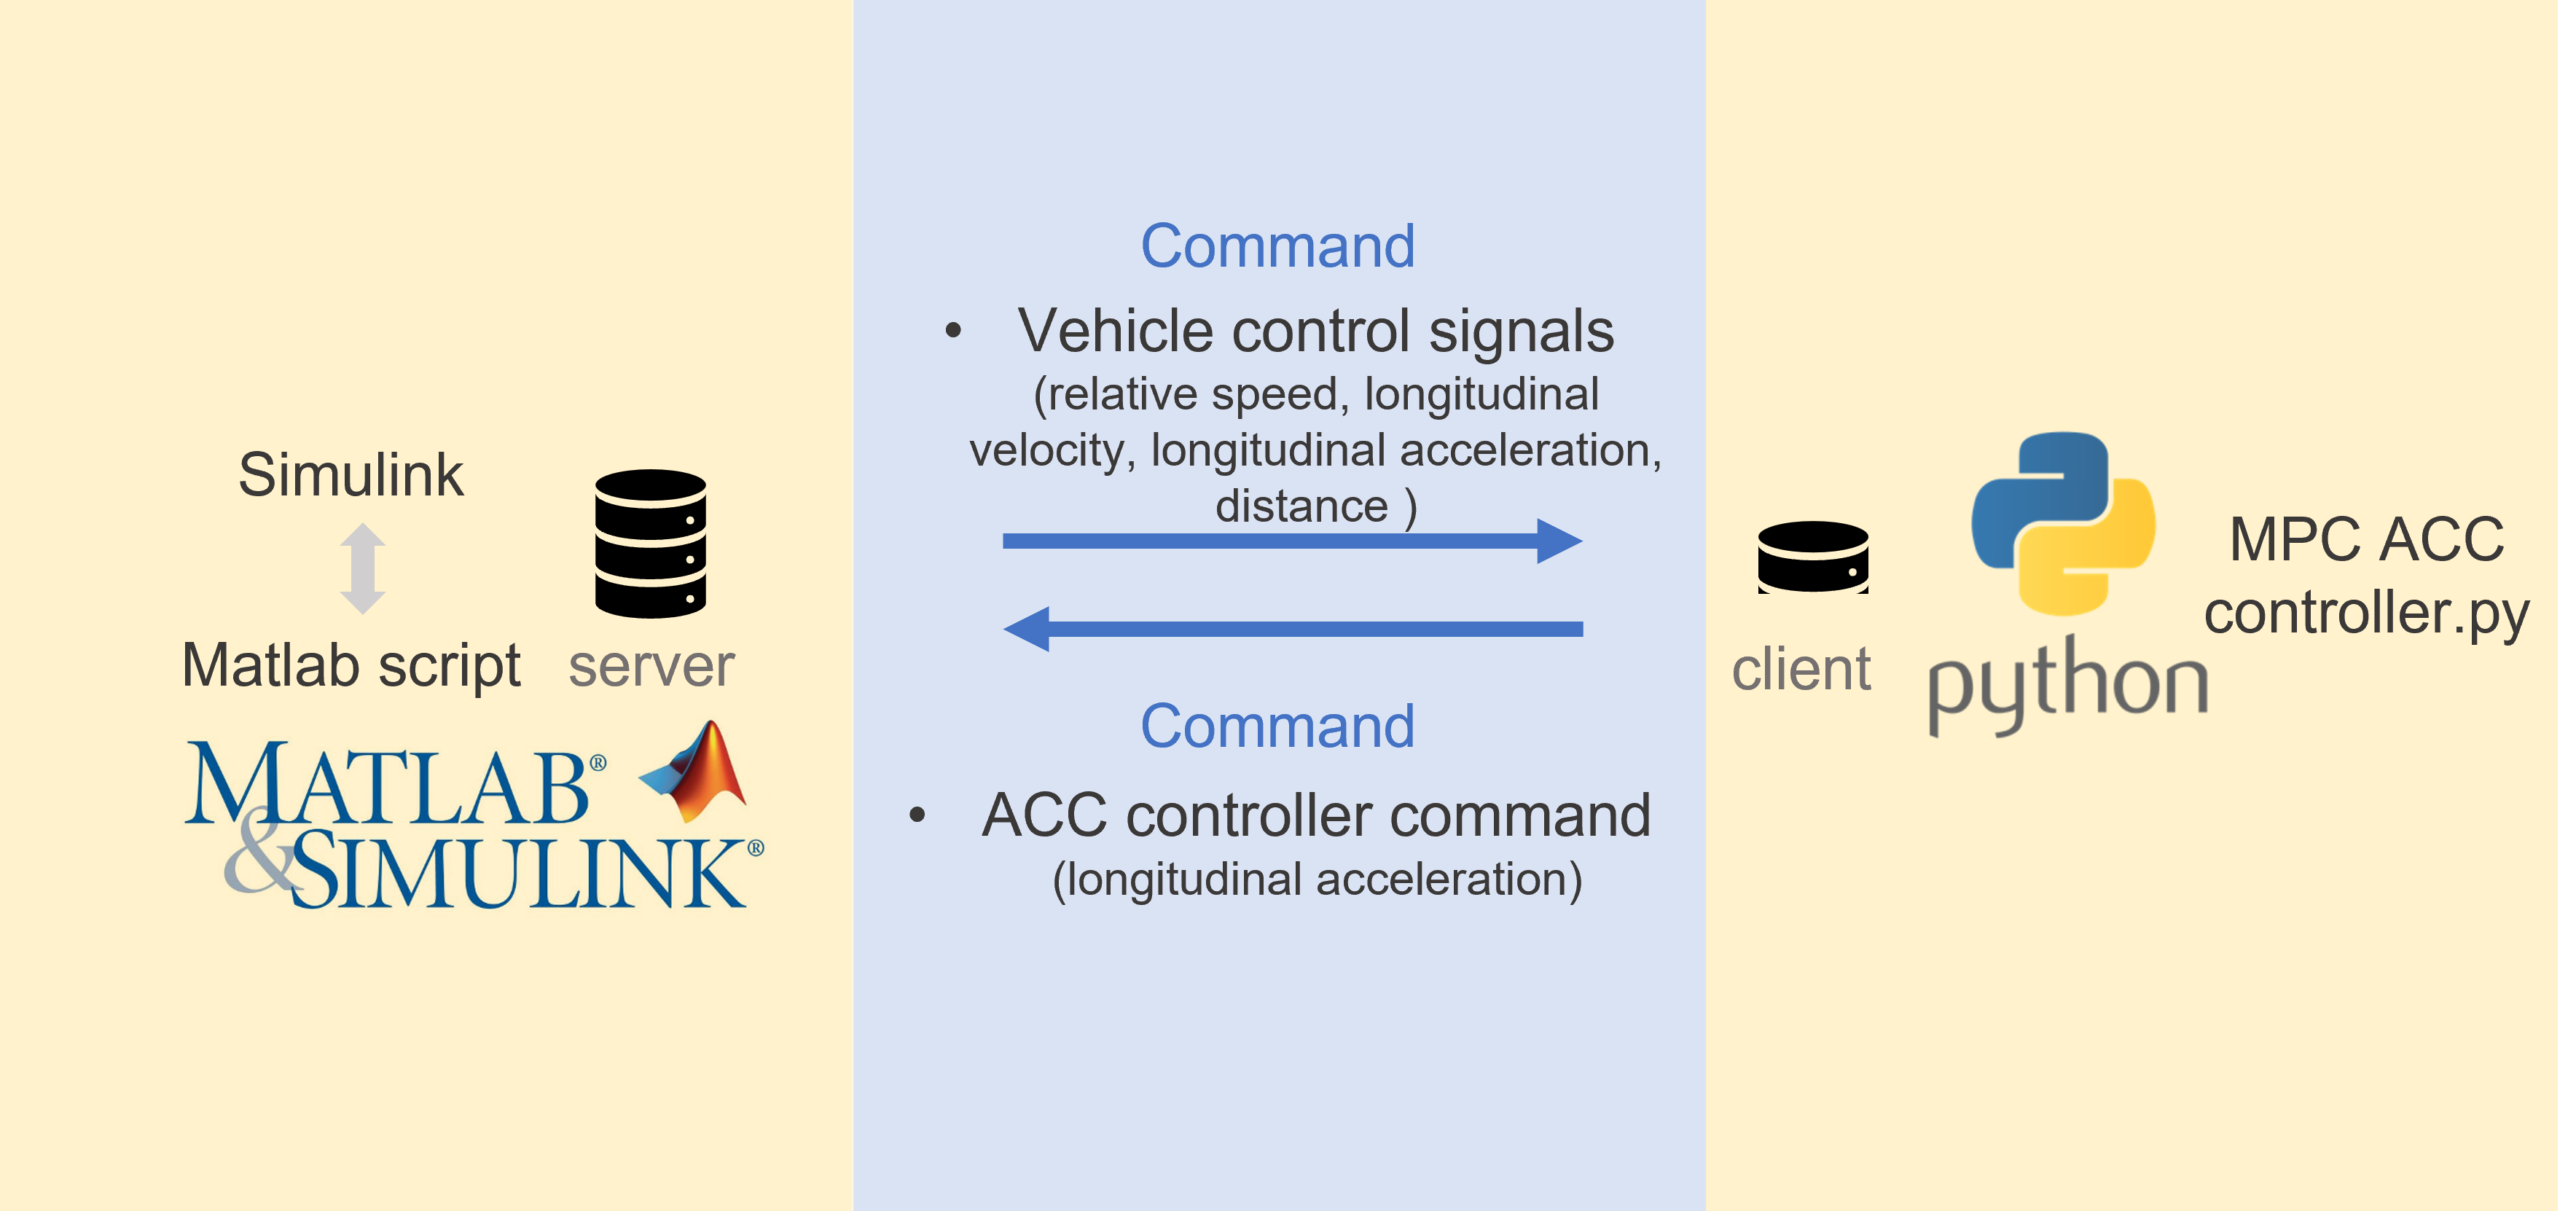 Simulink
Matlab script
server
MATLAB®
&SIMULINK®
Command
• Vehicle control signals
(relative speed, longitudinal
velocity, longitudinal acceleration,
distance )
Command
• ACC controller command
(longitudinal acceleration)
client
python
MPC ACC
controller.py